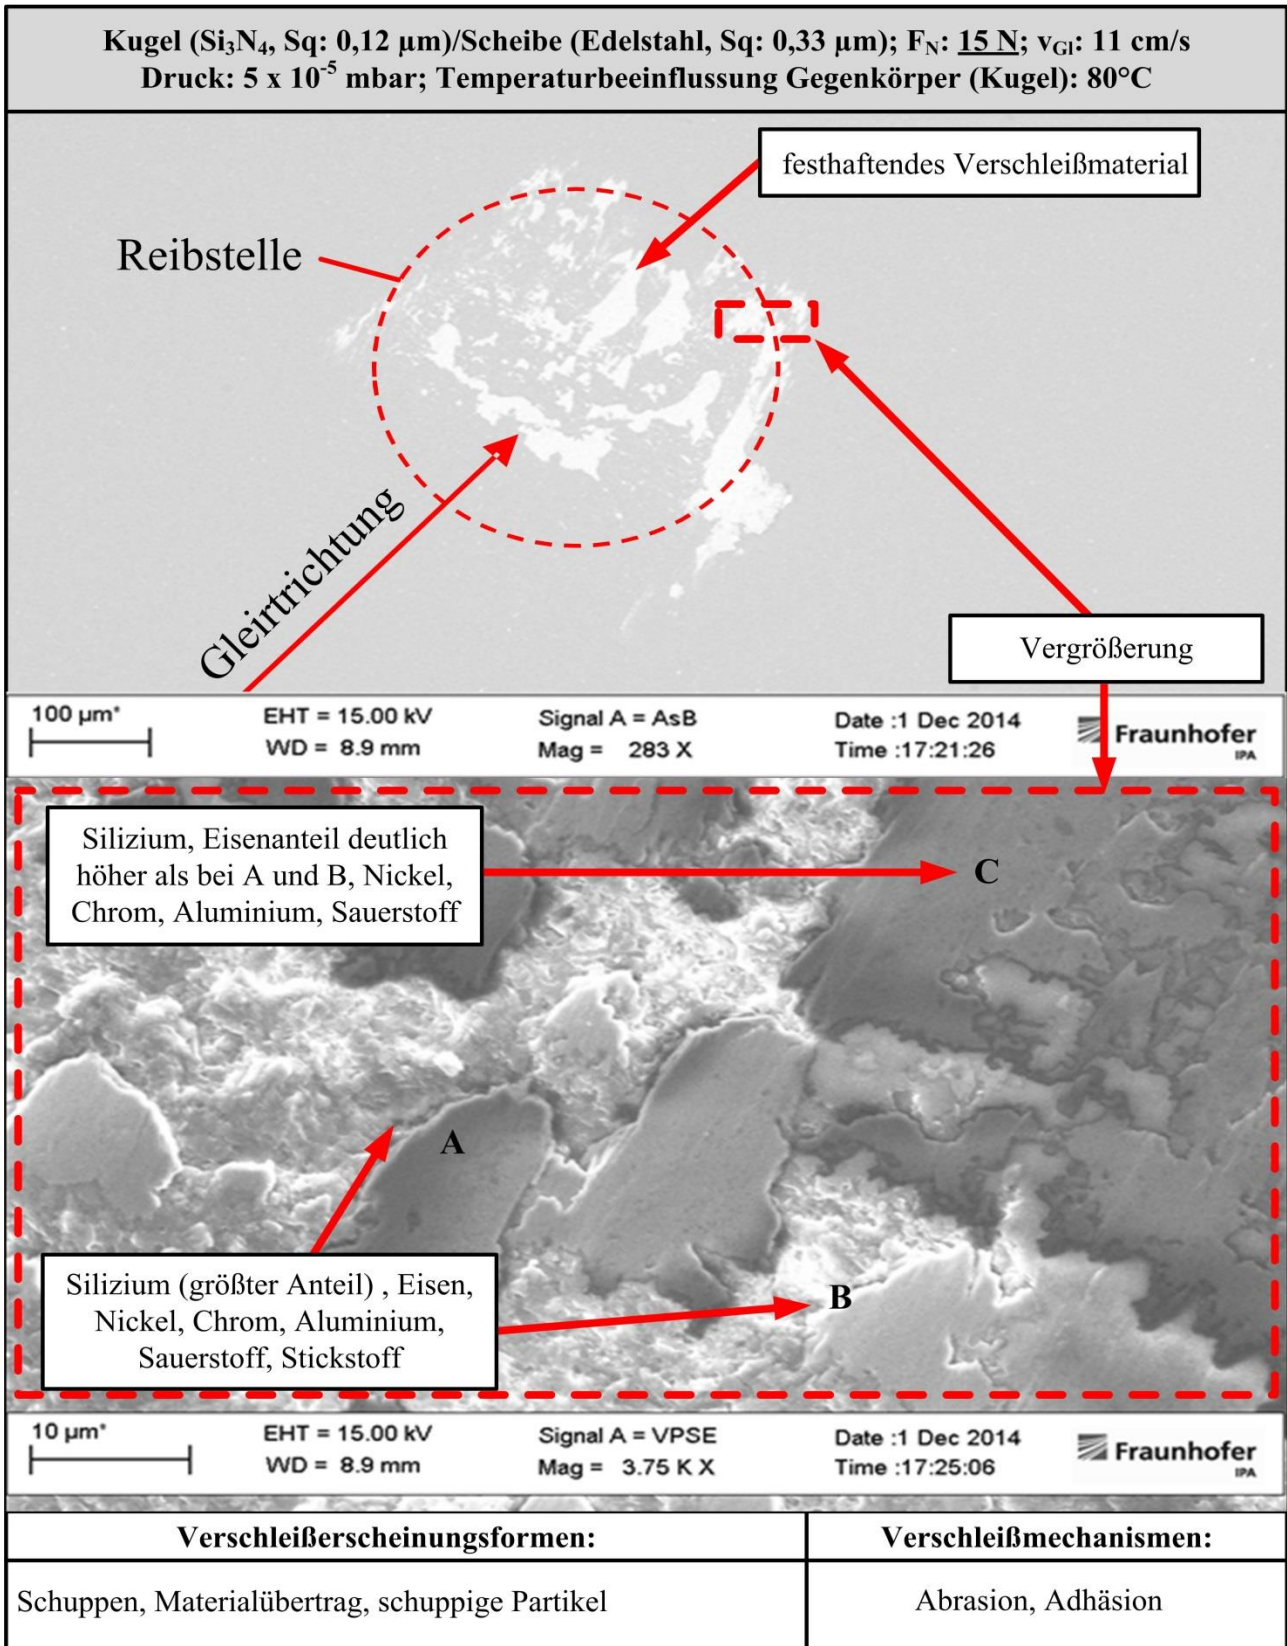 Kugel (Si₃N₄, Sq: 0,12 µm)/Scheibe (Edelstahl, Sq: 0,33 µm); F_N: 15 N; v_Gl: 11 cm/s
Druck: 5 x 10⁻⁵ mbar; Temperaturbeeinflussung Gegenkörper (Kugel): 80°C
festhaftendes Verschleißmaterial
Reibstelle
Gleirtrichtung
Vergrößerung
100 µm*
EHT = 15.00 kV
WD = 8.9 mm
Signal A = AsB
Mag = 283 X
Date :1 Dec 2014
Time :17:21:26
Fraunhofer
IPA
Silizium, Eisenanteil deutlich
höher als bei A und B, Nickel,
Chrom, Aluminium, Sauerstoff
C
A
Silizium (größter Anteil) , Eisen,
Nickel, Chrom, Aluminium,
Sauerstoff, Stickstoff
B
10 µm*
EHT = 15.00 kV
WD = 8.9 mm
Signal A = VPSE
Mag = 3.75 K X
Date :1 Dec 2014
Time :17:25:06
Fraunhofer
IPA
Verschleißerscheinungsformen:
Verschleißmechanismen:
Schuppen, Materialübertrag, schuppige Partikel
Abrasion, Adhäsion